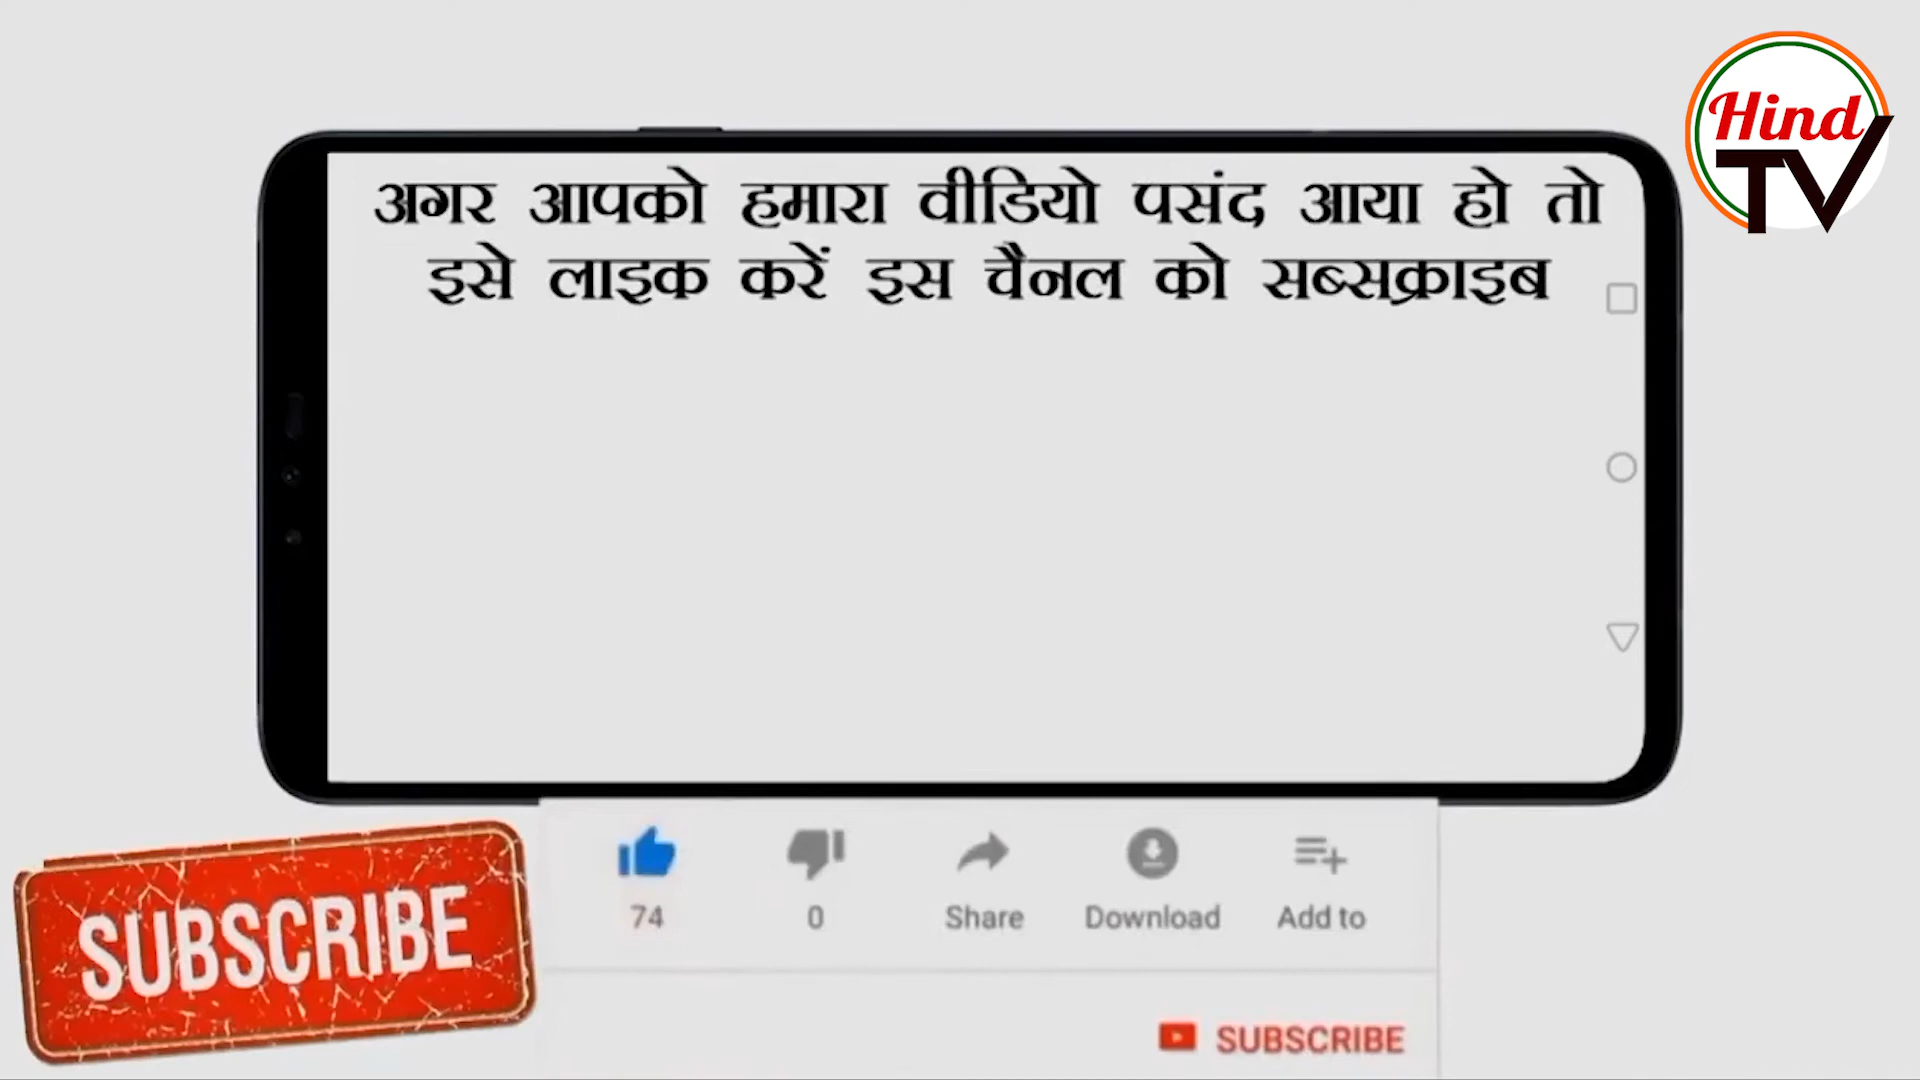 Hind
TV
अगर आपको हमारा वीडियो पसंद आया हो तो
इसे लाइक करें इस चैनल को सब्सक्राइब
74
0
Share
Download
Add to
SUBSCRIBE
SUBSCRIBE